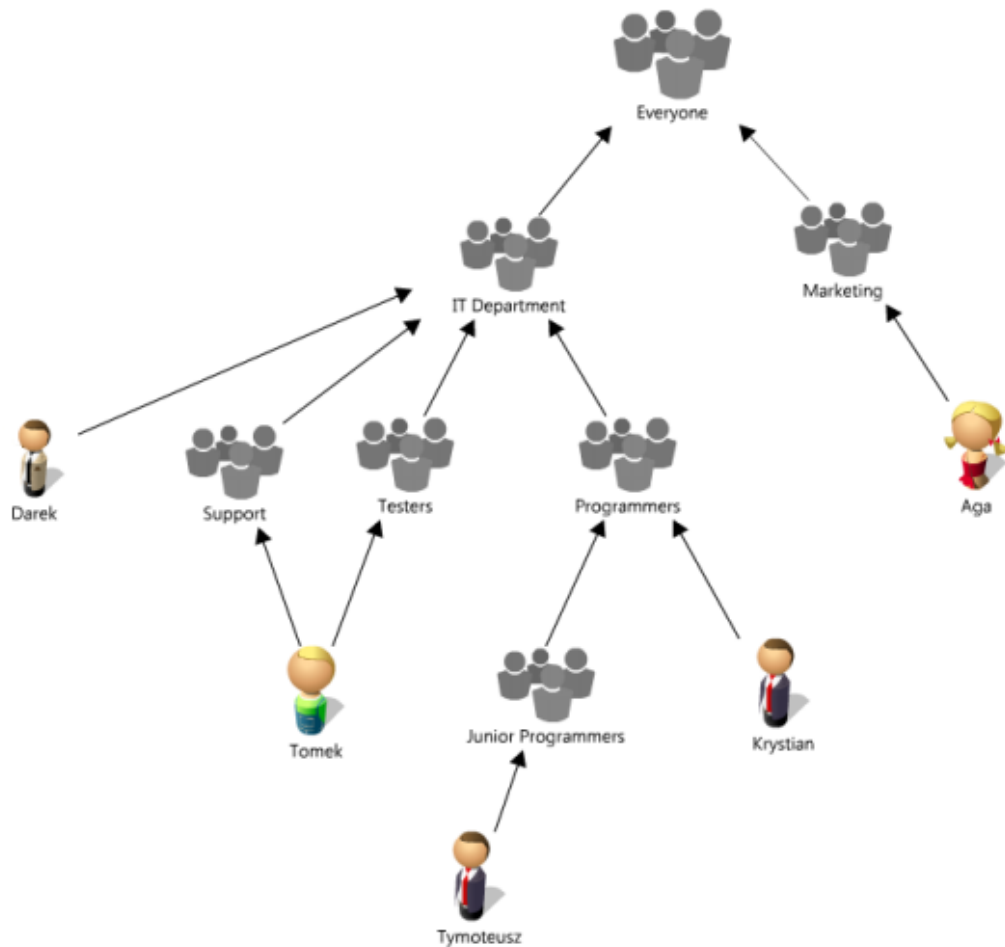 Everyone
IT Department
Marketing
Darek
Support
Testers
Programmers
Aga
Tomek
Junior Programmers
Krystian
Tymoteusz